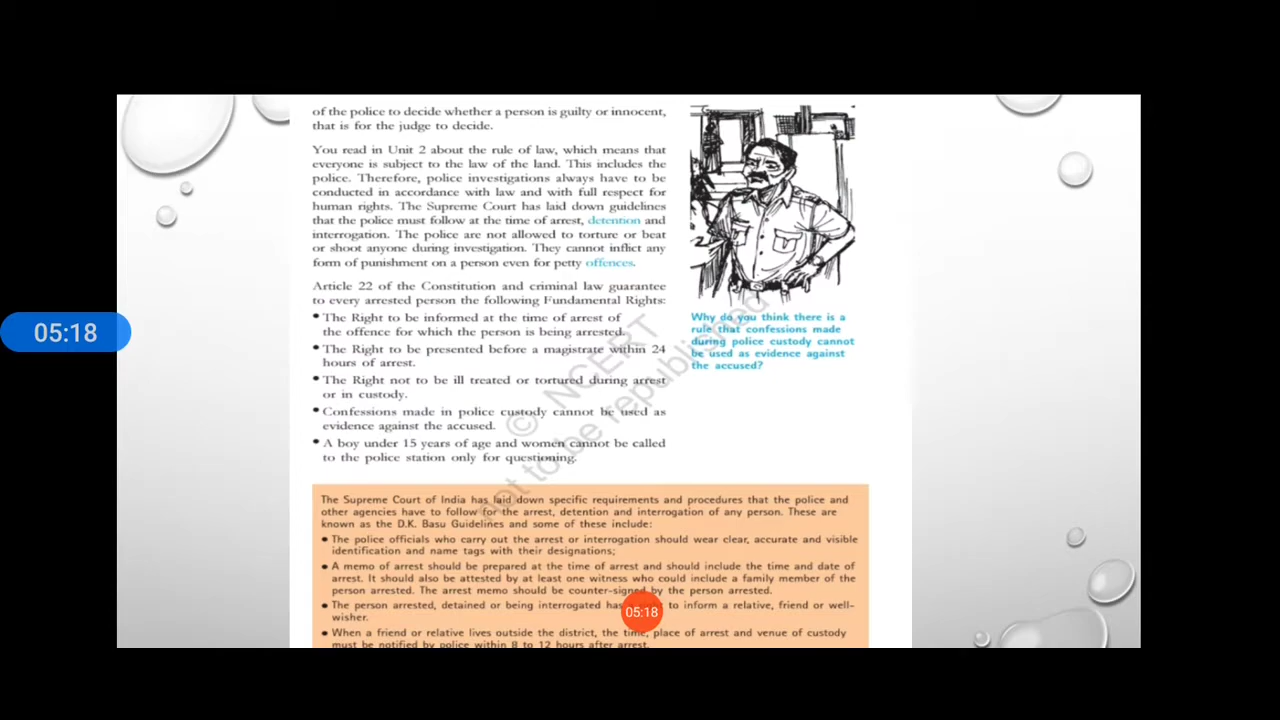 of the police to decide whether a person is guilty or innocent,
that is for the judge to decide.
You read in Unit 2 about the rule of law, which means that
everyone is subject to the law of the land. This includes the
police. Therefore, police investigations always have to be
conducted in accordance with law and with full respect for
human rights. The Supreme Court has laid down guidelines
that the police must follow at the time of arrest, detention and
interrogation. The police are not allowed to torture or beat
or shoot anyone during investigation. They cannot inflict any
form of punishment on a person even for petty offences.
Article 22 of the Constitution and criminal law guarantee
to every arrested person the following Fundamental Rights:
• The Right to be informed at the time of arrest of
the offence for which the person is being arrested.
• The Right to be presented before a magistrate within 24
hours of arrest.
• The Right not to be ill treated or tortured during arrest
or in custody.
• Confessions made in police custody cannot be used as
evidence against the accused.
• A boy under 15 years of age and women cannot be called
to the police station only for questioning.
Why do you think there is a
rule that confessions made
during police custody cannot
be used as evidence against
the accused?
05:18
© NCERT
not to be republished
The Supreme Court of India has laid down specific requirements and procedures that the police and
other agencies have to follow for the arrest, detention and interrogation of any person. These are
known as the D.K. Basu Guidelines and some of these include:
• The police officials who carry out the arrest or interrogation should wear clear, accurate and visible
identification and name tags with their designations;
• A memo of arrest should be prepared at the time of arrest and should include the time and date of
arrest. It should also be attested by at least one witness who could include a family member of the
person arrested. The arrest memo should be counter-signed by the person arrested.
• The person arrested, detained or being interrogated has to inform a relative, friend or well-
wisher.
05:18
• When a friend or relative lives outside the district, the time, place of arrest and venue of custody
must be notified by police within 8 to 12 hours after arrest.